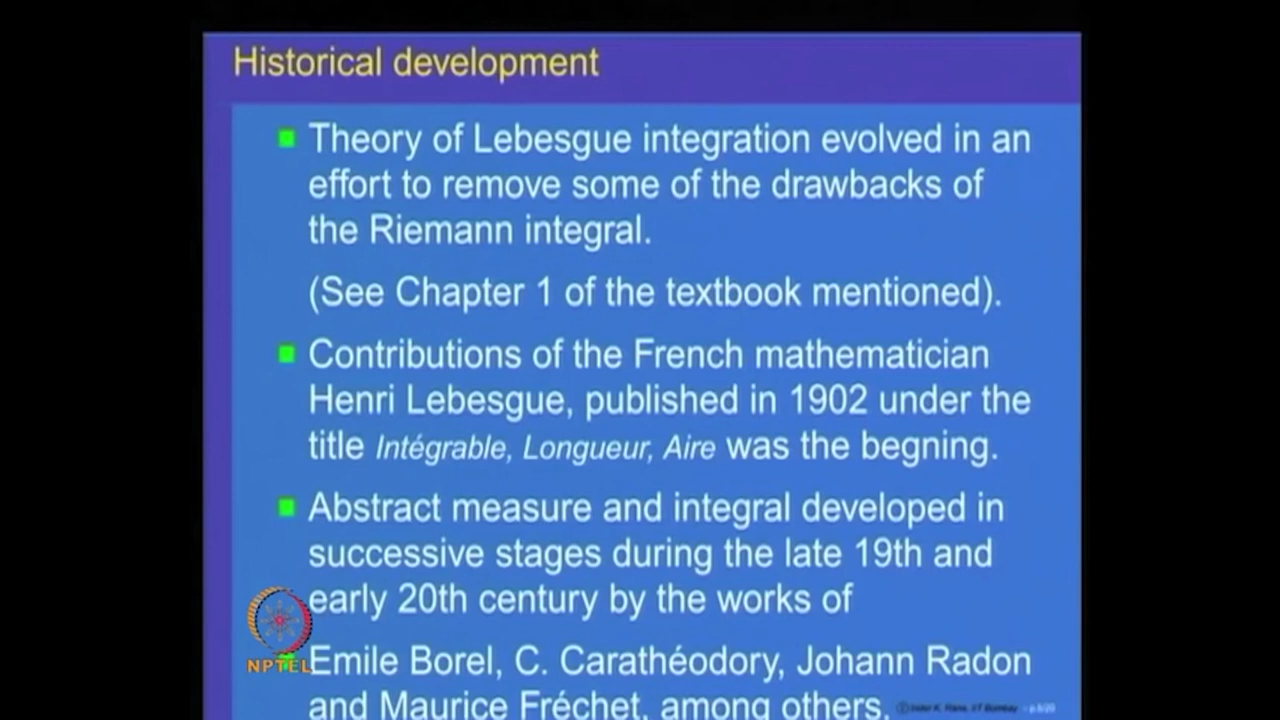 Historical development
Theory of Lebesgue integration evolved in an
effort to remove some of the drawbacks of
the Riemann integral.
(See Chapter 1 of the textbook mentioned).
Contributions of the French mathematician
Henri Lebesgue, published in 1902 under the
title Intégrable, Longueur, Aire was the begning.
Abstract measure and integral developed in
successive stages during the late 19th and
early 20th century by the works of
Emile Borel, C. Carathéodory, Johann Radon
and Maurice Fréchet, among others.
NPTEL
K. Rana, IIT Bombay